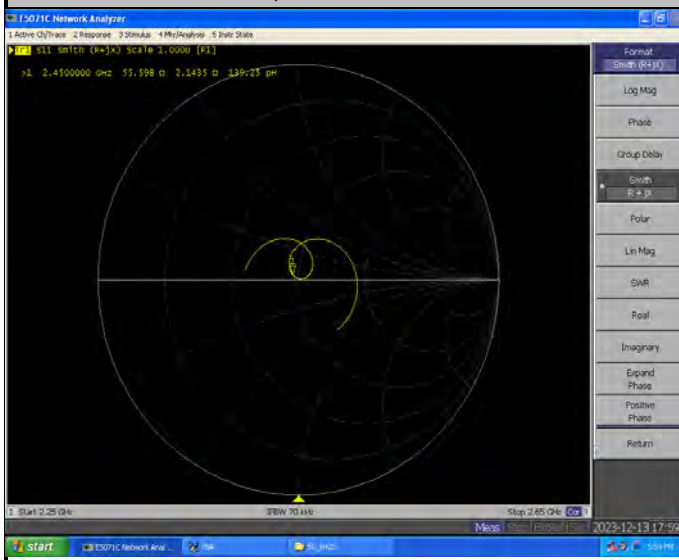 E5071C Network Analyzer
1 Active Ch/Trace 2 Response 3 Stimulus 4 Mkr/Analysis 5 Instr State
Tr1 S11 Smith (R+jX) Scale 1.000U [F1]
>1 2.4500000 GHz 55.598 Ω 2.1435 Ω 139.25 pH
Format
Smith (R+jX)
Log Mag
Phase
Group Delay
Smith
R + jX
Polar
Lin Mag
SWR
Real
Imaginary
Expand
Phase
Positive
Phase
Return
1 Start 2.25 GHz IFBW 70 kHz Stop 2.65 GHz Cor
Meas 2023-12-13 17:59
start E5071C Network Anal... 5:59 PM